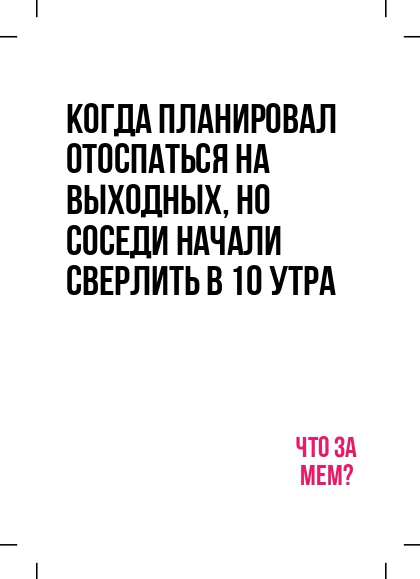 КОГДА ПЛАНИРОВАЛ
ОТОСПАТЬСЯ НА
ВЫХОДНЫХ, НО
СОСЕДИ НАЧАЛИ
СВЕРЛИТЬ В 10 УТРА
ЧТО ЗА
МЕМ?